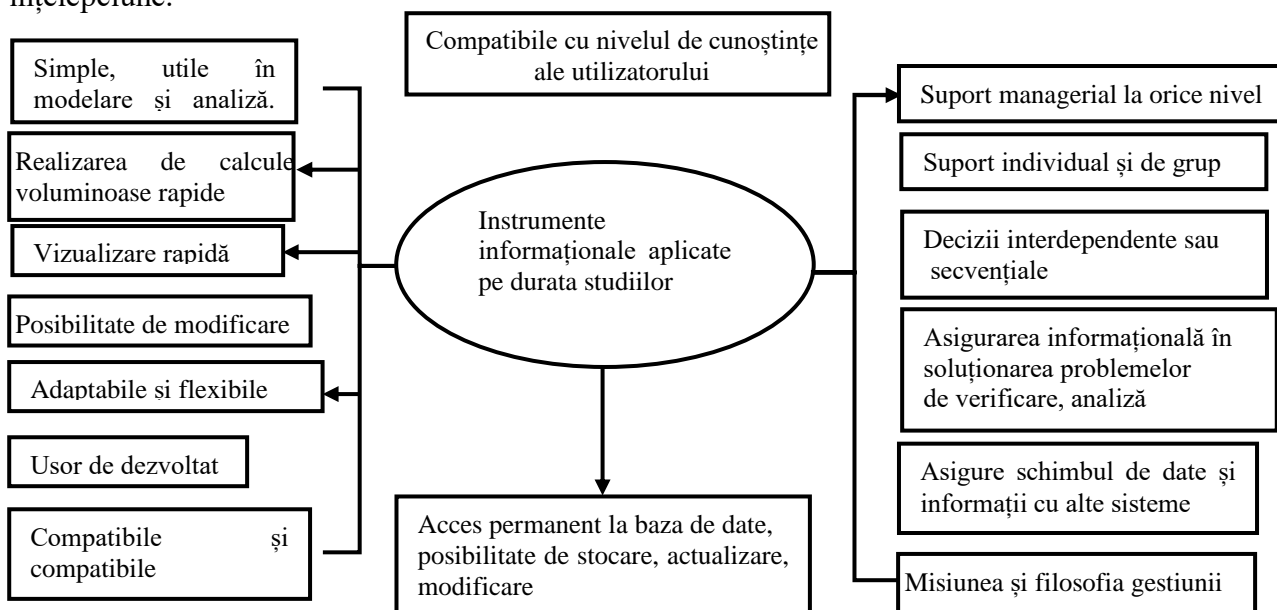 înțelepciune.
Compatibile cu nivelul de cunoștințe
ale utilizatorului
Simple, utile în
modelare și analiză.
Realizarea de calcule
voluminoase rapide
Vizualizare rapidă
Posibilitate de modificare
Adaptabile si flexibile
Usor de dezvoltat
Compatibile și
compatibile
Instrumente
informaționale aplicate
pe durata studiilor
Acces permanent la baza de date,
posibilitate de stocare, actualizare,
modificare
Suport managerial la orice nivel
Suport individual și de grup
Decizii interdependente sau
secvențiale
Asigurarea informațională în
soluționarea problemelor
de verificare, analiză
Asigure schimbul de date și
informații cu alte sisteme
Misiunea și filosofia gestiunii